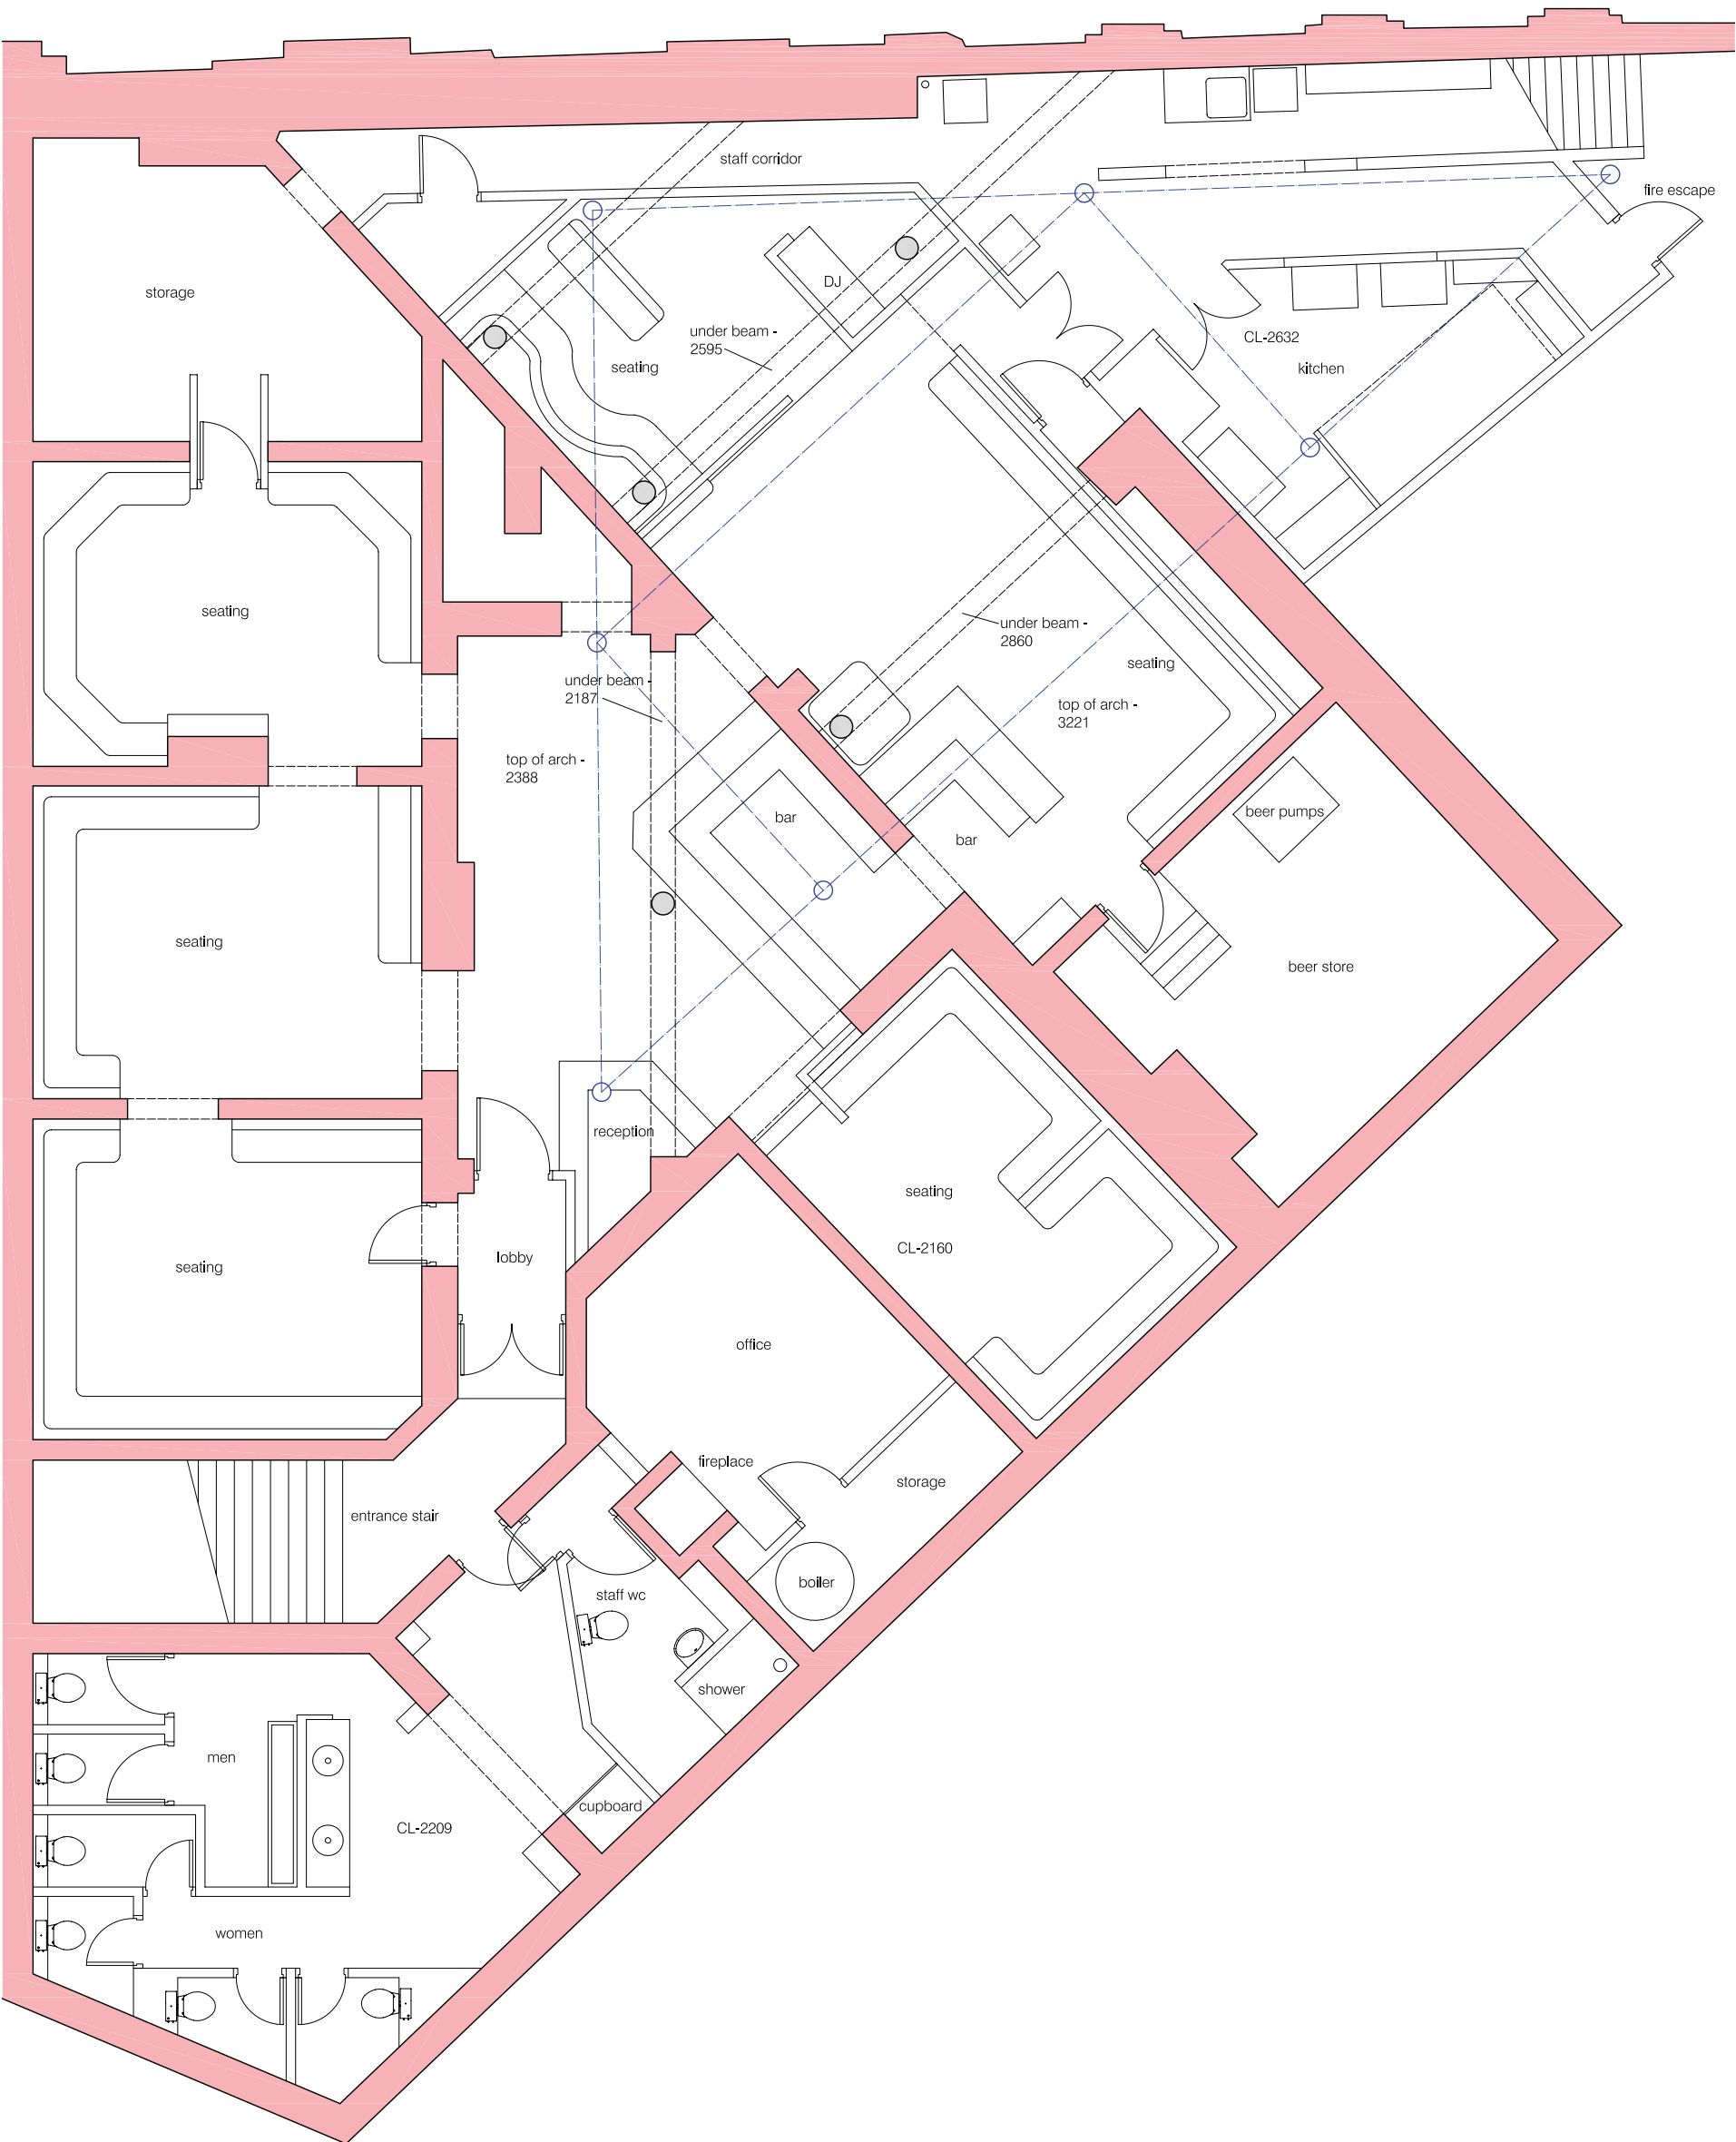 staff corridor
fire escape
storage
DJ
under beam -
2595
seating
CL-2632
kitchen
seating
under beam -
2860
seating
under beam -
2187
top of arch -
3221
top of arch -
2388
bar
beer pumps
bar
seating
beer store
reception
seating
CL-2160
lobby
seating
office
fireplace
storage
entrance stair
boiler
staff wc
shower
men
cupboard
CL-2209
women